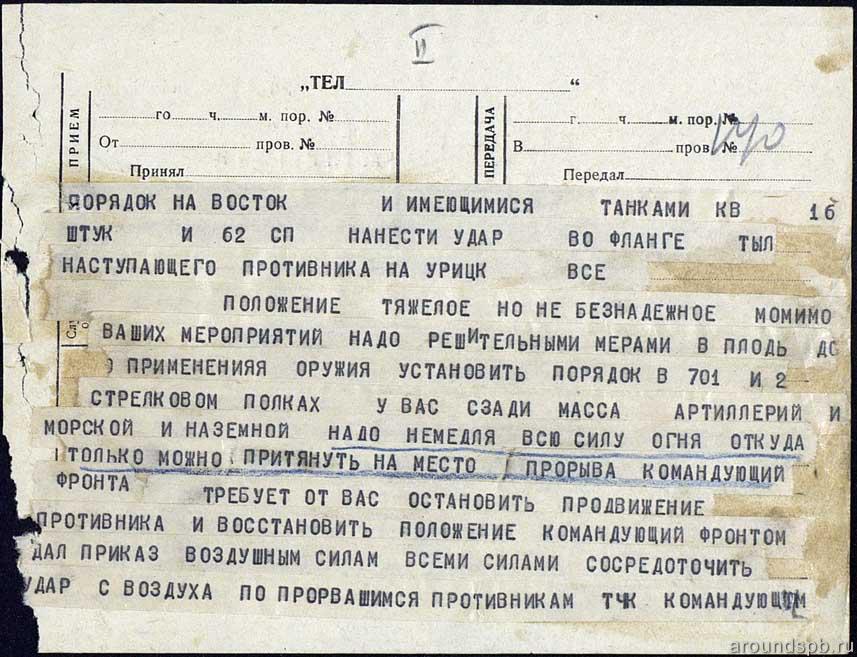 II
„ТЕЛ“
ПРИЕМ
го ч. м. пор. №
От пров. №
Принял
ПЕРЕДАЧА
г. ч. м. пор. №
В пров. №
Передал
ПОРЯДОК НА ВОСТОК И ИМЕЮЩИМИСЯ ТАНКАМИ КВ 16
ШТУК И 62 СП НАНЕСТИ УДАР ВО ФЛАНГЕ ТЫЛ
НАСТУПАЮЩЕГО ПРОТИВНИКА НА УРИЦК ВСЕ
ПОЛОЖЕНИЕ ТЯЖЕЛОЕ НО НЕ БЕЗНАДЕЖНОЕ МОМИМО
ВАШИХ МЕРОПРИЯТИЙ НАДО РЕШИТЕЛЬНЫМИ МЕРАМИ В ПЛОДЬ ДО
О ПРИМЕНЕНИЯЯ ОРУЖИЯ УСТАНОВИТЬ ПОРЯДОК В 701 И 2-
СТРЕЛКОВОМ ПОЛКАХ У ВАС СЗАДИ МАССА АРТИЛЛЕРИЙ И
МОРСКОЙ И НАЗЕМНОЙ НАДО НЕМЕДЛЯ ВСЮ СИЛУ ОГНЯ ОТКУДА
ТОЛЬКО МОЖНО ПРИТЯНУТЬ НА МЕСТО ПРОРЫВА КОМАНДУЮЩИЙ
ФРОНТА ТРЕБУЕТ ОТ ВАС ОСТАНОВИТЬ ПРОДВИЖЕНИЕ
ПРОТИВНИКА И ВОССТАНОВИТЬ ПОЛОЖЕНИЕ КОМАНДУЮЩИЙ ФРОНТОМ
ДАЛ ПРИКАЗ ВОЗДУШНЫМ СИЛАМ ВСЕМИ СИЛАМИ СОСРЕДОТОЧИТЬ
УДАР С ВОЗДУХА ПО ПРОРВАШИМСЯ ПРОТИВНИКАМ ТЧК КОМАНДУЮЩИМ
aroundspb.ru